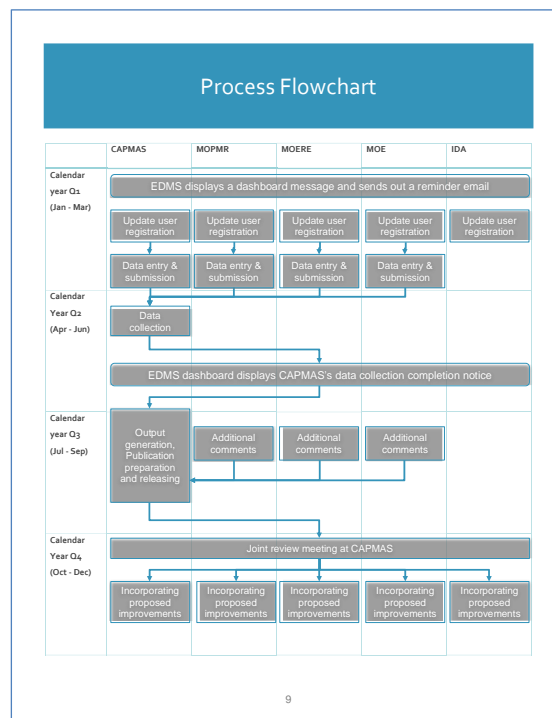 Process Flowchart
CAPMAS MOPMR MOERE MOE IDA
Calendar
year Q1
(Jan - Mar)
EDMS displays a dashboard message and sends out a reminder email
Update user
registration
Update user
registration
Update user
registration
Update user
registration
Update user
registration
Data entry &
submission
Data entry &
submission
Data entry &
submission
Data entry &
submission
Calendar
Year Q2
(Apr - Jun)
Data
collection
EDMS dashboard displays CAPMAS's data collection completion notice
Calendar
year Q3
(Jul - Sep)
Output
generation,
Publication
preparation
and releasing
Additional
comments
Additional
comments
Additional
comments
Calendar
Year Q4
(Oct - Dec)
Joint review meeting at CAPMAS
Incorporating
proposed
improvements
Incorporating
proposed
improvements
Incorporating
proposed
improvements
Incorporating
proposed
improvements
Incorporating
proposed
improvements
9